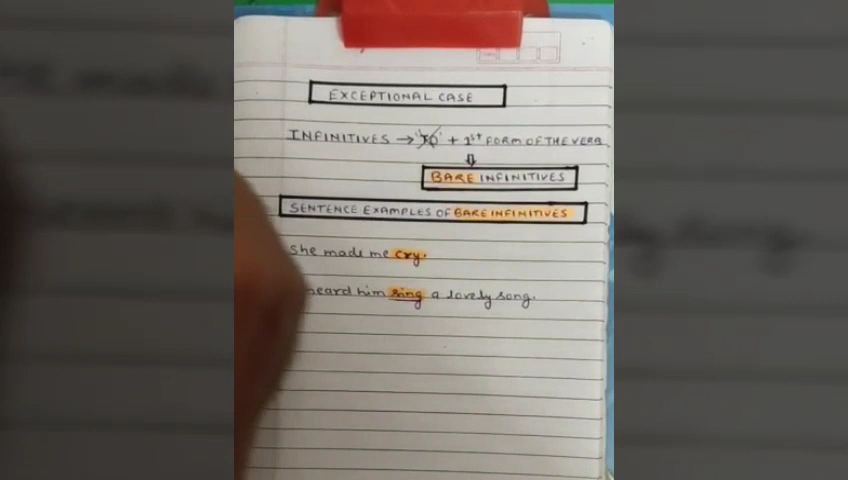 EXCEPTIONAL CASE
INFINITIVES → 'TO' + 1st FORM OF THE VERB
BARE INFINITIVES
SENTENCE EXAMPLES OF BARE INFINITIVES
She made me cry.
heard him sing a lovely song.